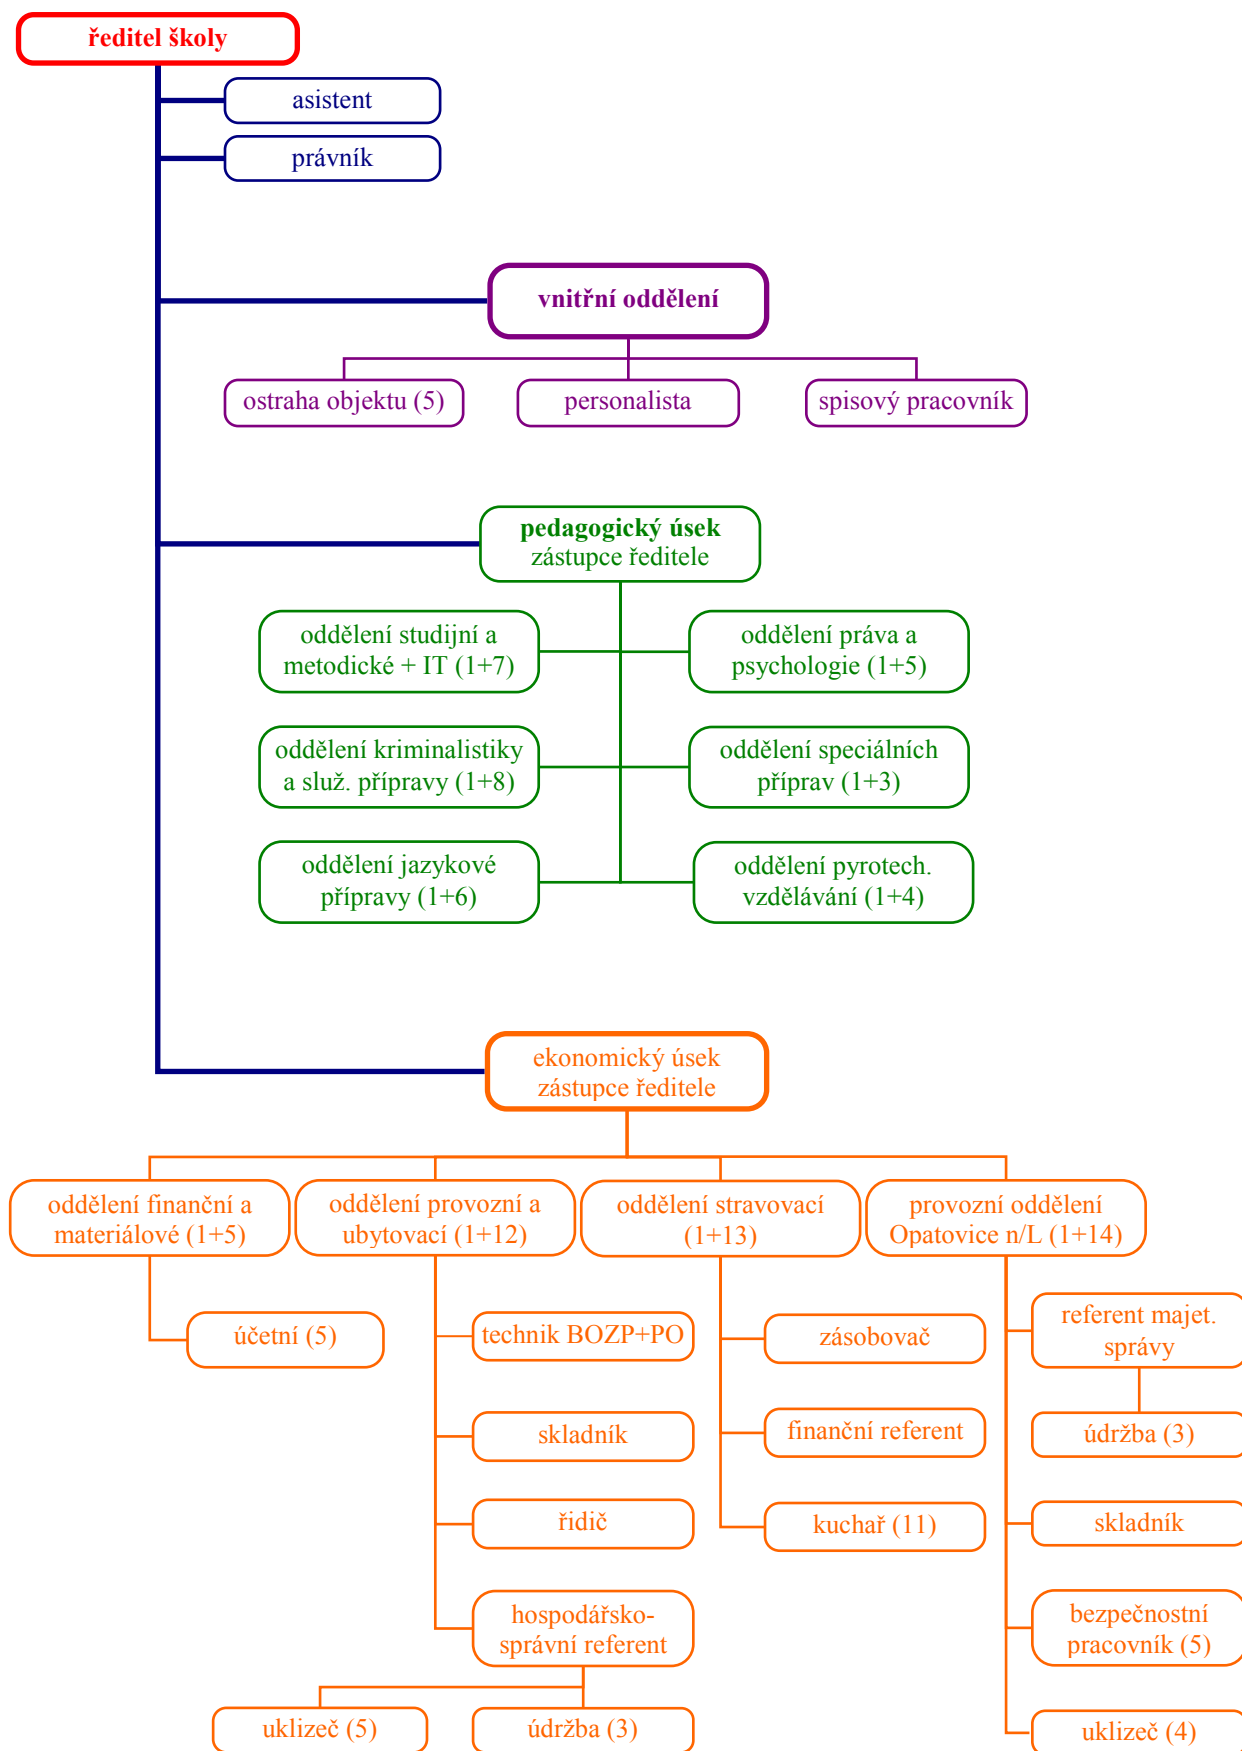 ředitel školy
asistent
právník
vnitřní oddělení
ostraha objektu (5)
personalista
spisový pracovník
pedagogický úsek
zástupce ředitele
oddělení studijní a
metodické + IT (1+7)
oddělení práva a
psychologie (1+5)
oddělení kriminalistiky
a služ. přípravy (1+8)
oddělení speciálních
příprav (1+3)
oddělení jazykové
přípravy (1+6)
oddělení pyrotech.
vzdělávání (1+4)
ekonomický úsek
zástupce ředitele
oddělení finanční a
materiálové (1+5)
oddělení provozní a
ubytovací (1+12)
oddělení stravovací
(1+13)
provozní oddělení
Opatovice n/L (1+14)
účetní (5)
technik BOZP+PO
skladník
řidič
hospodářsko-
správní referent
uklizeč (5)
údržba (3)
zásobovač
finanční referent
kuchař (11)
referent majet.
správy
údržba (3)
skladník
bezpečnostní
pracovník (5)
uklizeč (4)